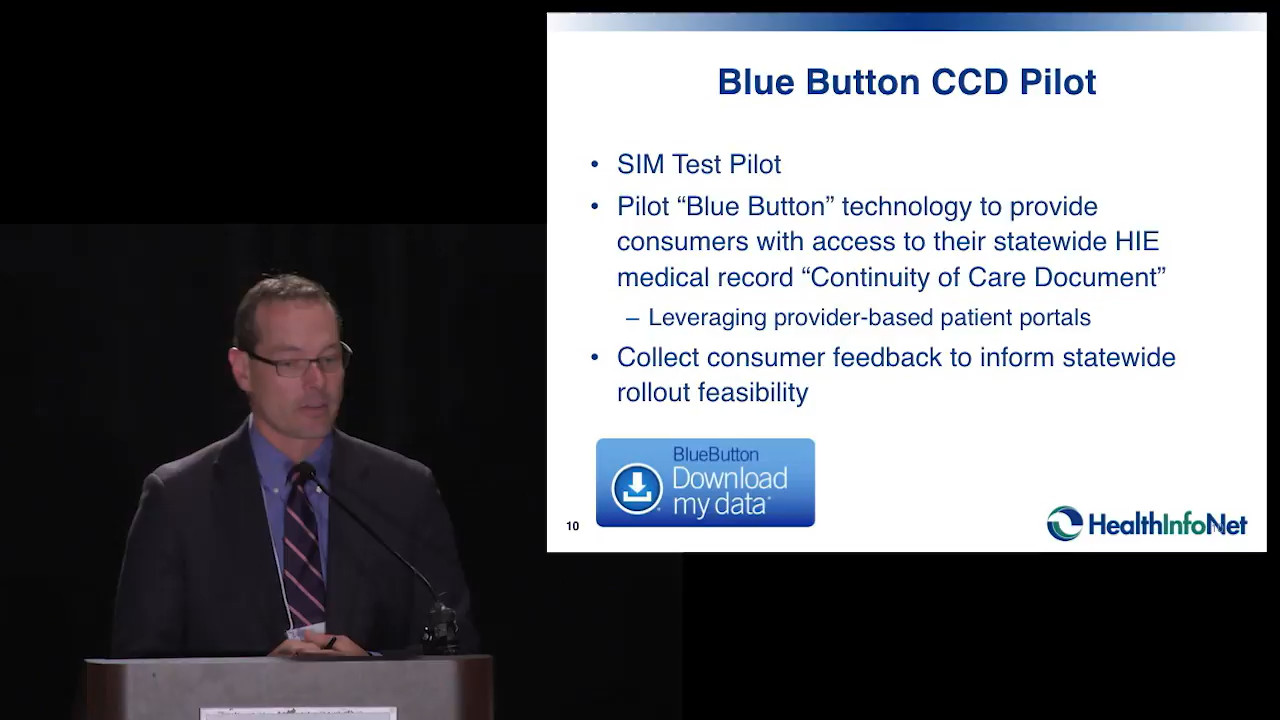 Blue Button CCD Pilot
• SIM Test Pilot
• Pilot “Blue Button” technology to provide
consumers with access to their statewide HIE
medical record “Continuity of Care Document”
– Leveraging provider-based patient portals
• Collect consumer feedback to inform statewide
rollout feasibility
BlueButton
Download
my data
10
HealthInfoNet